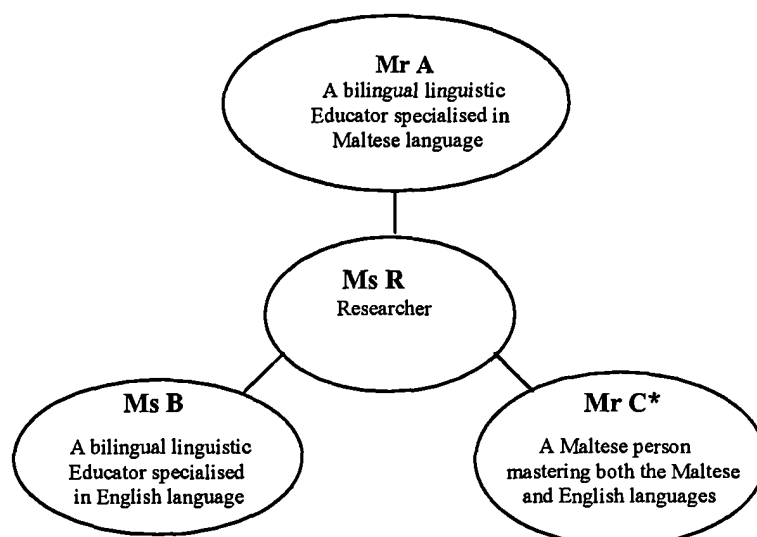 Mr A
A bilingual linguistic
Educator specialised in
Maltese language
Ms R
Researcher
Ms B
A bilingual linguistic
Educator specialised
in English language
Mr C*
A Maltese person
mastering both the Maltese
and English languages